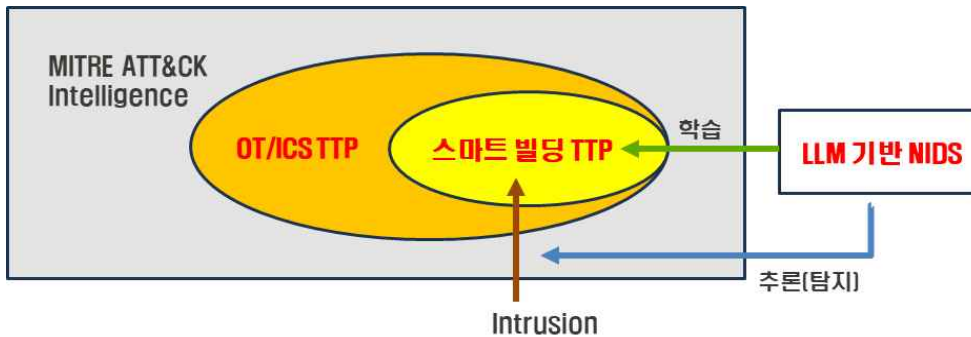 MITRE ATT&CK
Intelligence
OT/ICS TTP
스마트 빌딩 TTP
학습
LLM 기반 NIDS
추론(탐지)
Intrusion